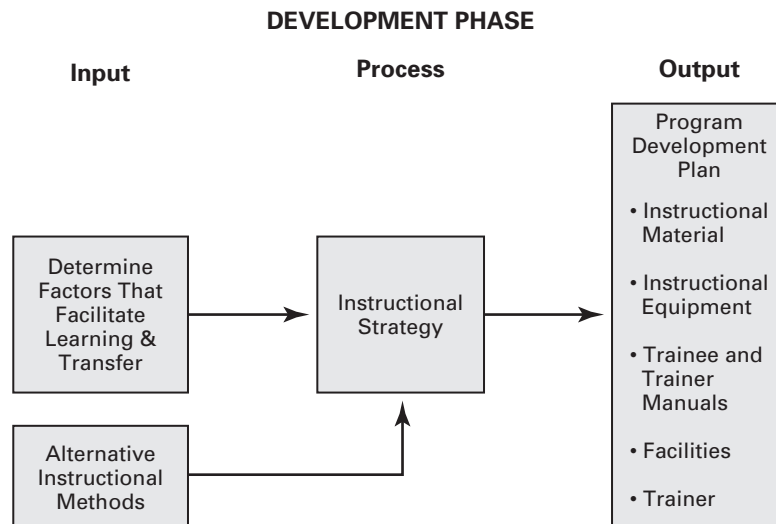 DEVELOPMENT PHASE
Input
Process
Output
Determine
Factors That
Facilitate
Learning &
Transfer
Alternative
Instructional
Methods
Instructional
Strategy
Program
Development
Plan
• Instructional
Material
• Instructional
Equipment
• Trainee and
Trainer
Manuals
• Facilities
• Trainer